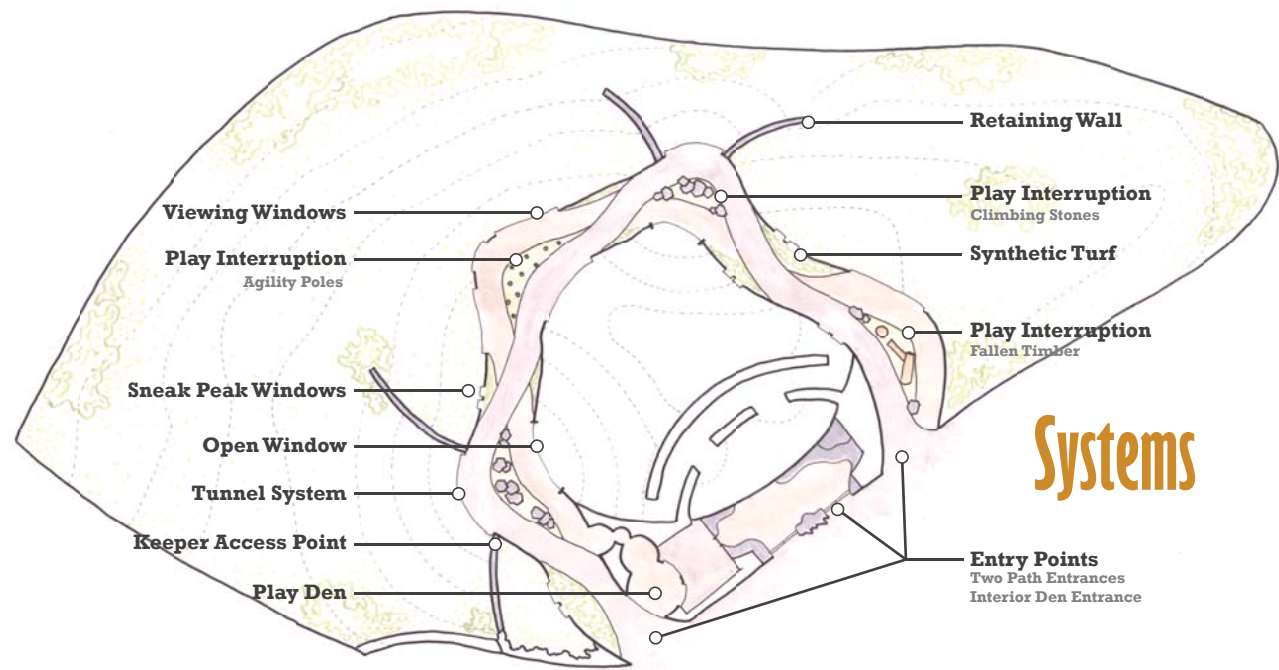 Viewing Windows
Play Interruption
Agility Poles
Sneak Peak Windows
Open Window
Tunnel System
Keeper Access Point
Play Den
Retaining Wall
Play Interruption
Climbing Stones
Synthetic Turf
Play Interruption
Fallen Timber
Systems
Entry Points
Two Path Entrances
Interior Den Entrance